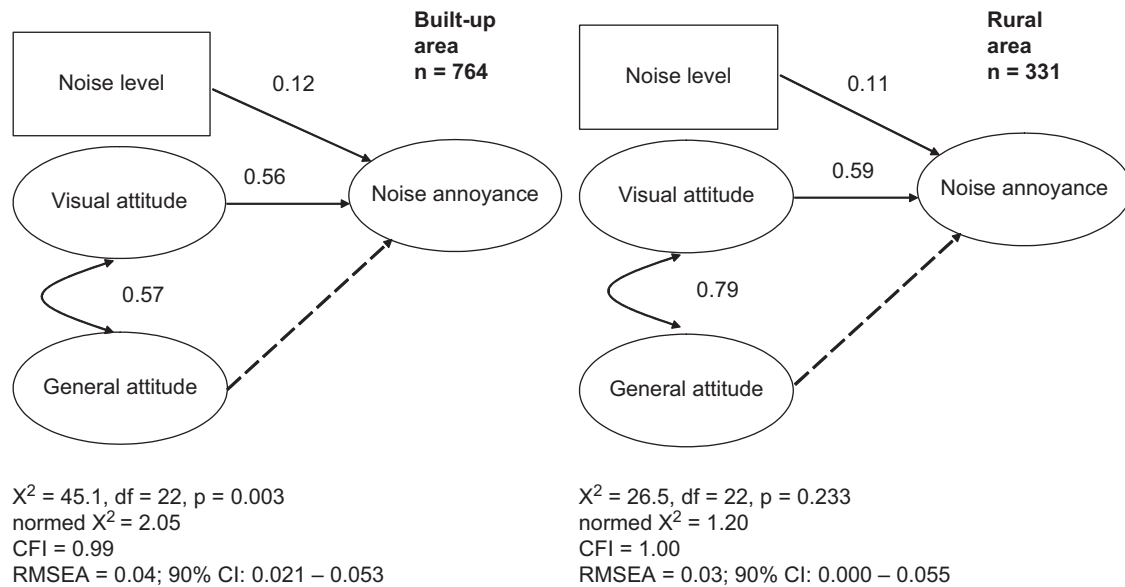 Built-up
area
n = 764
Noise level
0.12
Visual attitude
0.56
Noise annoyance
0.57
General attitude
X² = 45.1, df = 22, p = 0.003
normed X² = 2.05
CFI = 0.99
RMSEA = 0.04; 90% CI: 0.021 – 0.053
Rural
area
n = 331
Noise level
0.11
Visual attitude
0.59
Noise annoyance
0.79
General attitude
X² = 26.5, df = 22, p = 0.233
normed X² = 1.20
CFI = 1.00
RMSEA = 0.03; 90% CI: 0.000 – 0.055